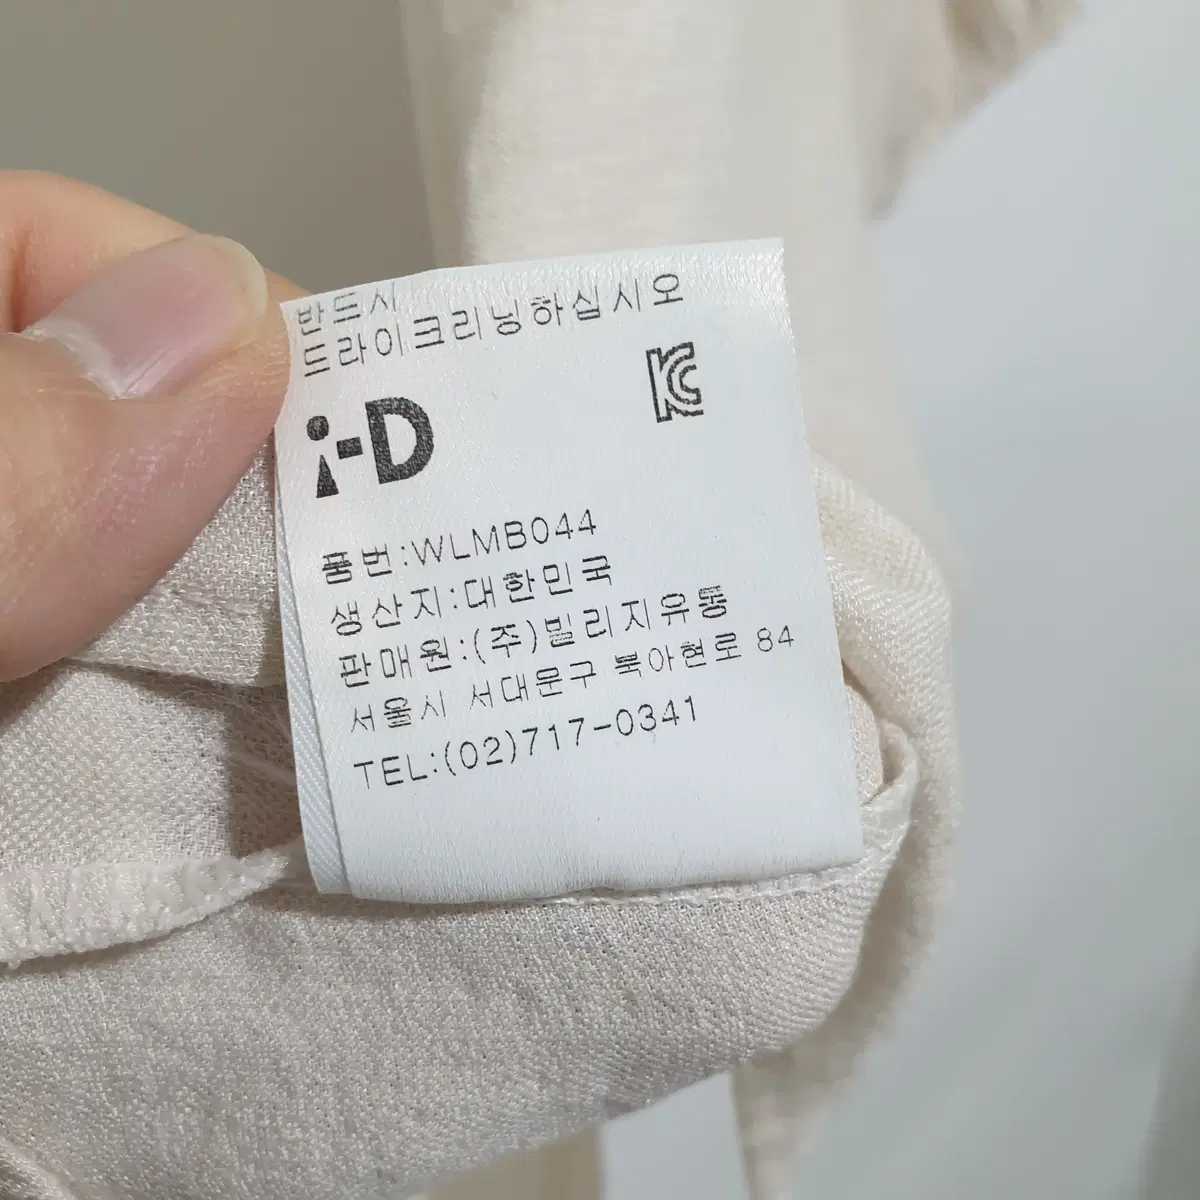 반드시
드라이크리닝하십시오
KC
i-D
품번:WLMB044
생산지:대한민국
판매원:(주)빌리지유통
서울시 서대문구 북아현로 84
TEL:(02)717-0341